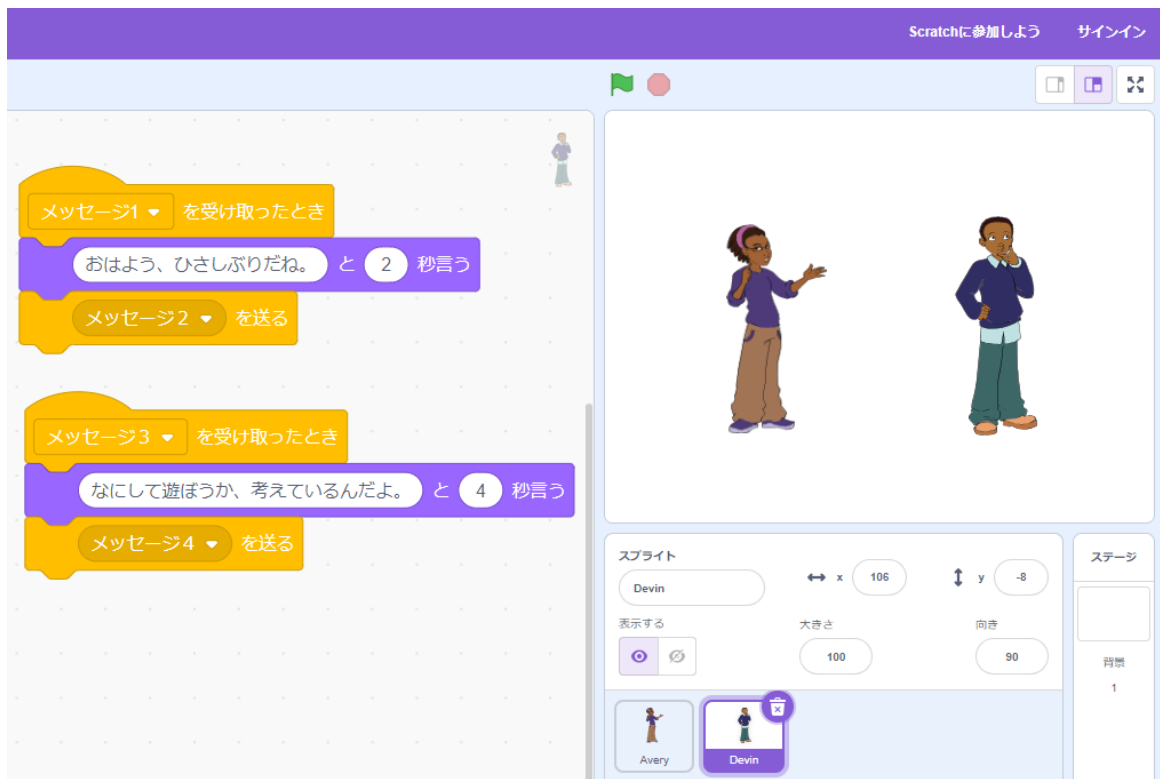 Scratchに参加しよう サインイン
メッセージ1 を受け取ったとき
おはよう、ひさしぶりだね。 と 2 秒言う
メッセージ２ を送る
メッセージ３ を受け取ったとき
なにして遊ぼうか、考えているんだよ。 と 4 秒言う
メッセージ４ を送る
スプライト
Devin
x 106
y -8
表示する
大きさ
100
向き
90
Avery
Devin
ステージ
背景
1